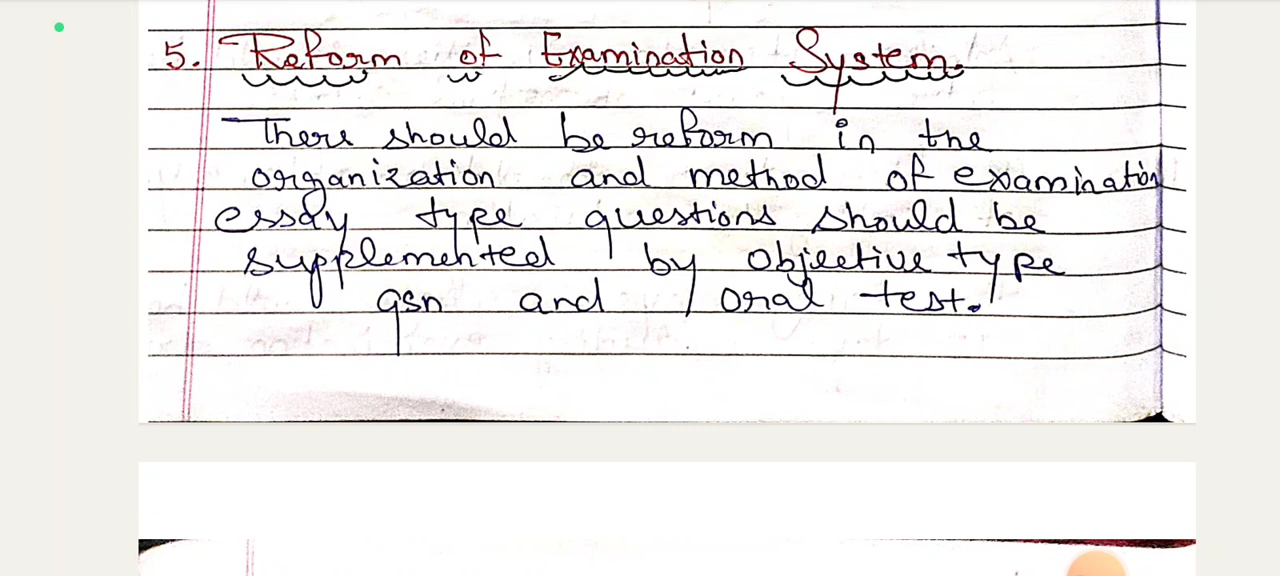 5. Reform of Examination System.
There should be reform in the
organization and method of examination
essay type questions should be
supplemented by objective type
qsn and oral test.